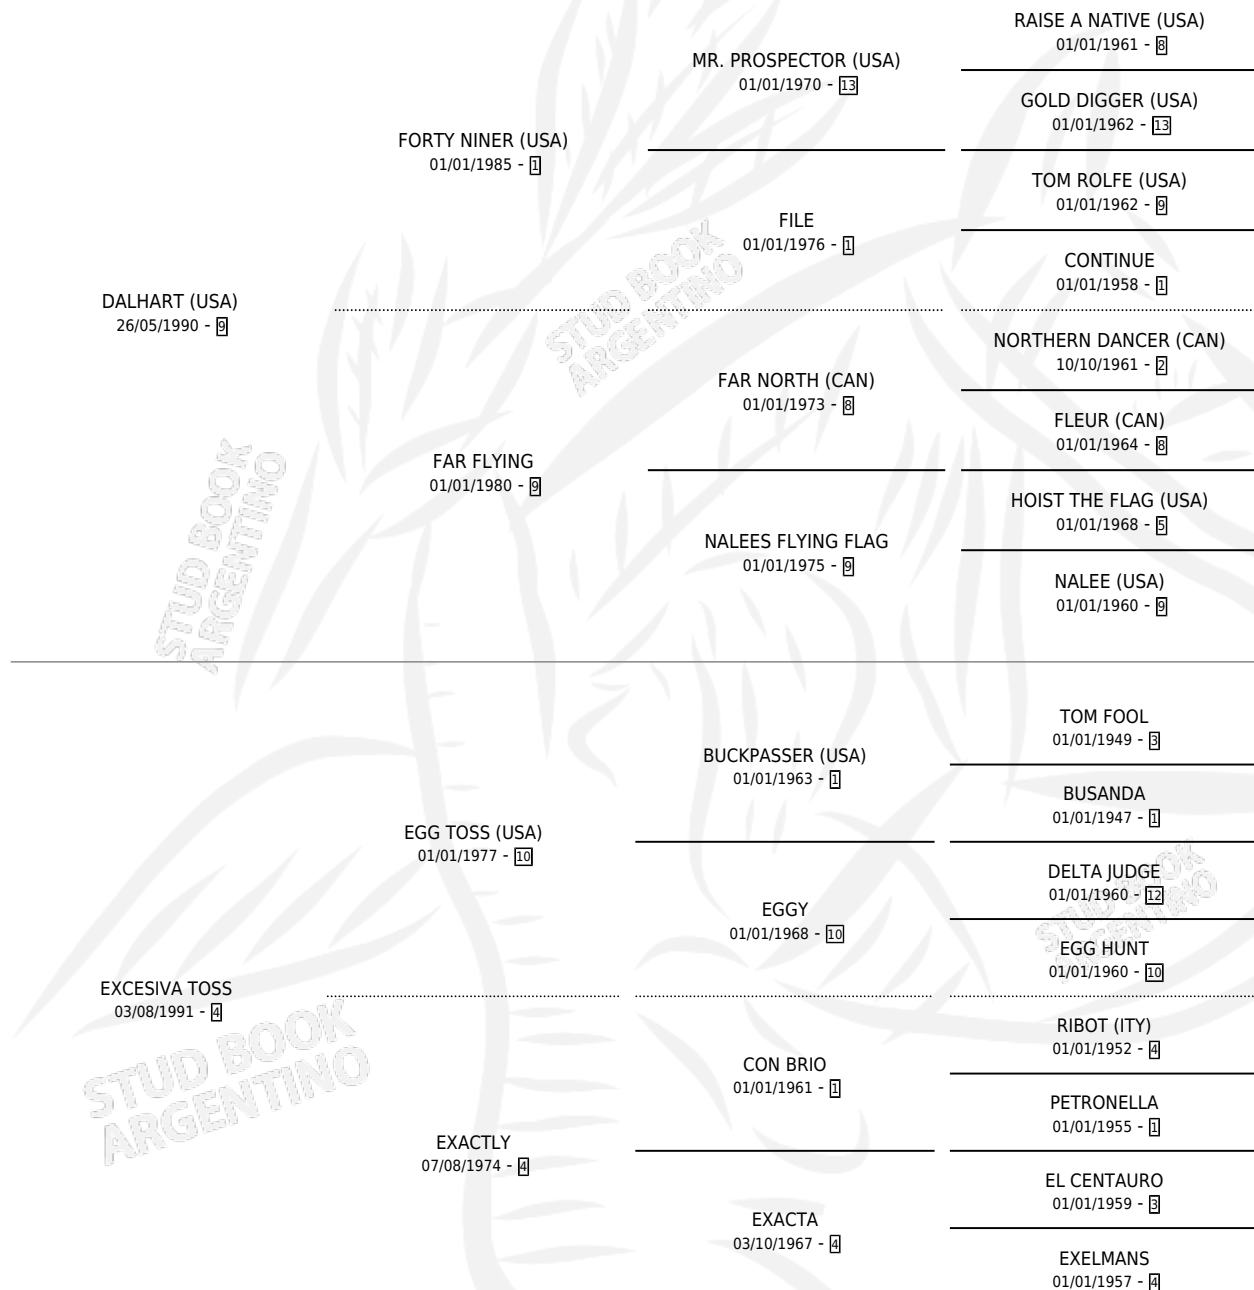 RAISE A NATIVE (USA)
01/01/1961 - 8
MR. PROSPECTOR (USA)
01/01/1970 - 13
GOLD DIGGER (USA)
01/01/1962 - 13
FORTY NINER (USA)
01/01/1985 - 1
TOM ROLFE (USA)
01/01/1962 - 9
FILE
01/01/1976 - 1
CONTINUE
01/01/1958 - 1
DALHART (USA)
26/05/1990 - 9
NORTHERN DANCER (CAN)
10/10/1961 - 2
FAR NORTH (CAN)
01/01/1973 - 8
FLEUR (CAN)
01/01/1964 - 8
FAR FLYING
01/01/1980 - 9
HOIST THE FLAG (USA)
01/01/1968 - 5
NALEES FLYING FLAG
01/01/1975 - 9
NALEE (USA)
01/01/1960 - 9
TOM FOOL
01/01/1949 - 3
BUCKPASSER (USA)
01/01/1963 - 1
BUSANDA
01/01/1947 - 1
EGG TOSS (USA)
01/01/1977 - 10
DELTA JUDGE
01/01/1960 - 12
EGGY
01/01/1968 - 10
EGG HUNT
01/01/1960 - 10
EXCESIVA TOSS
03/08/1991 - 4
RIBOT (ITY)
01/01/1952 - 4
CON BRIO
01/01/1961 - 1
PETRONELLA
01/01/1955 - 1
EXACTLY
07/08/1974 - 4
EL CENTAURO
01/01/1959 - 3
EXACTA
03/10/1967 - 4
EXELMANS
01/01/1957 - 4
STUD BOOK
ARGENTINO
STUD BOOK
ARGENTINO
STUD BOOK
ARGENTINO
STUD BOOK
ARGENTINO